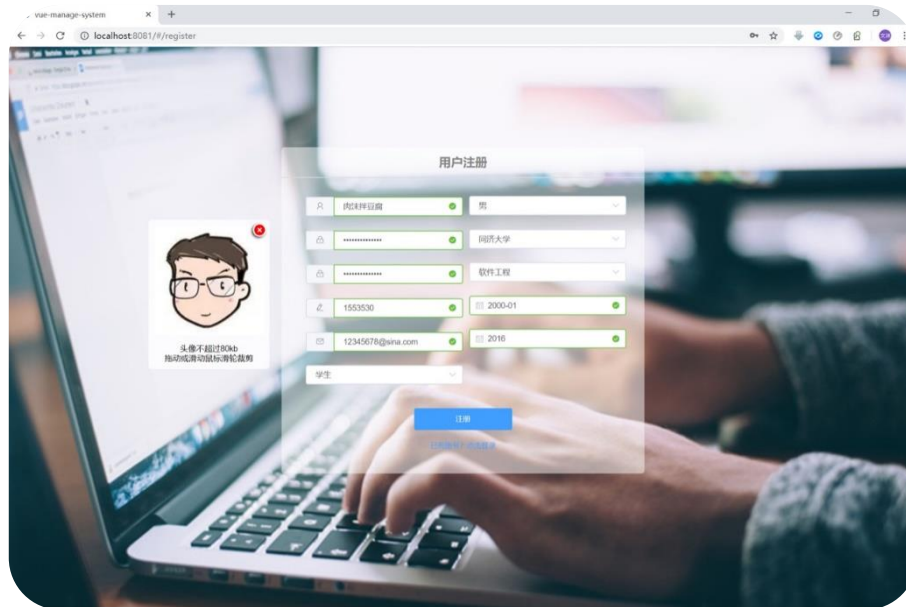 vue-manage-system
localhost:8081/#/register
用户注册
肉沫拌豆腐
男
••••••••••••••
同济大学
••••••••••••••
软件工程
1553530
2000-01
12345678@sina.com
2016
学生
头像不超过80kb
拖动或滑动鼠标滑轮裁剪
注册